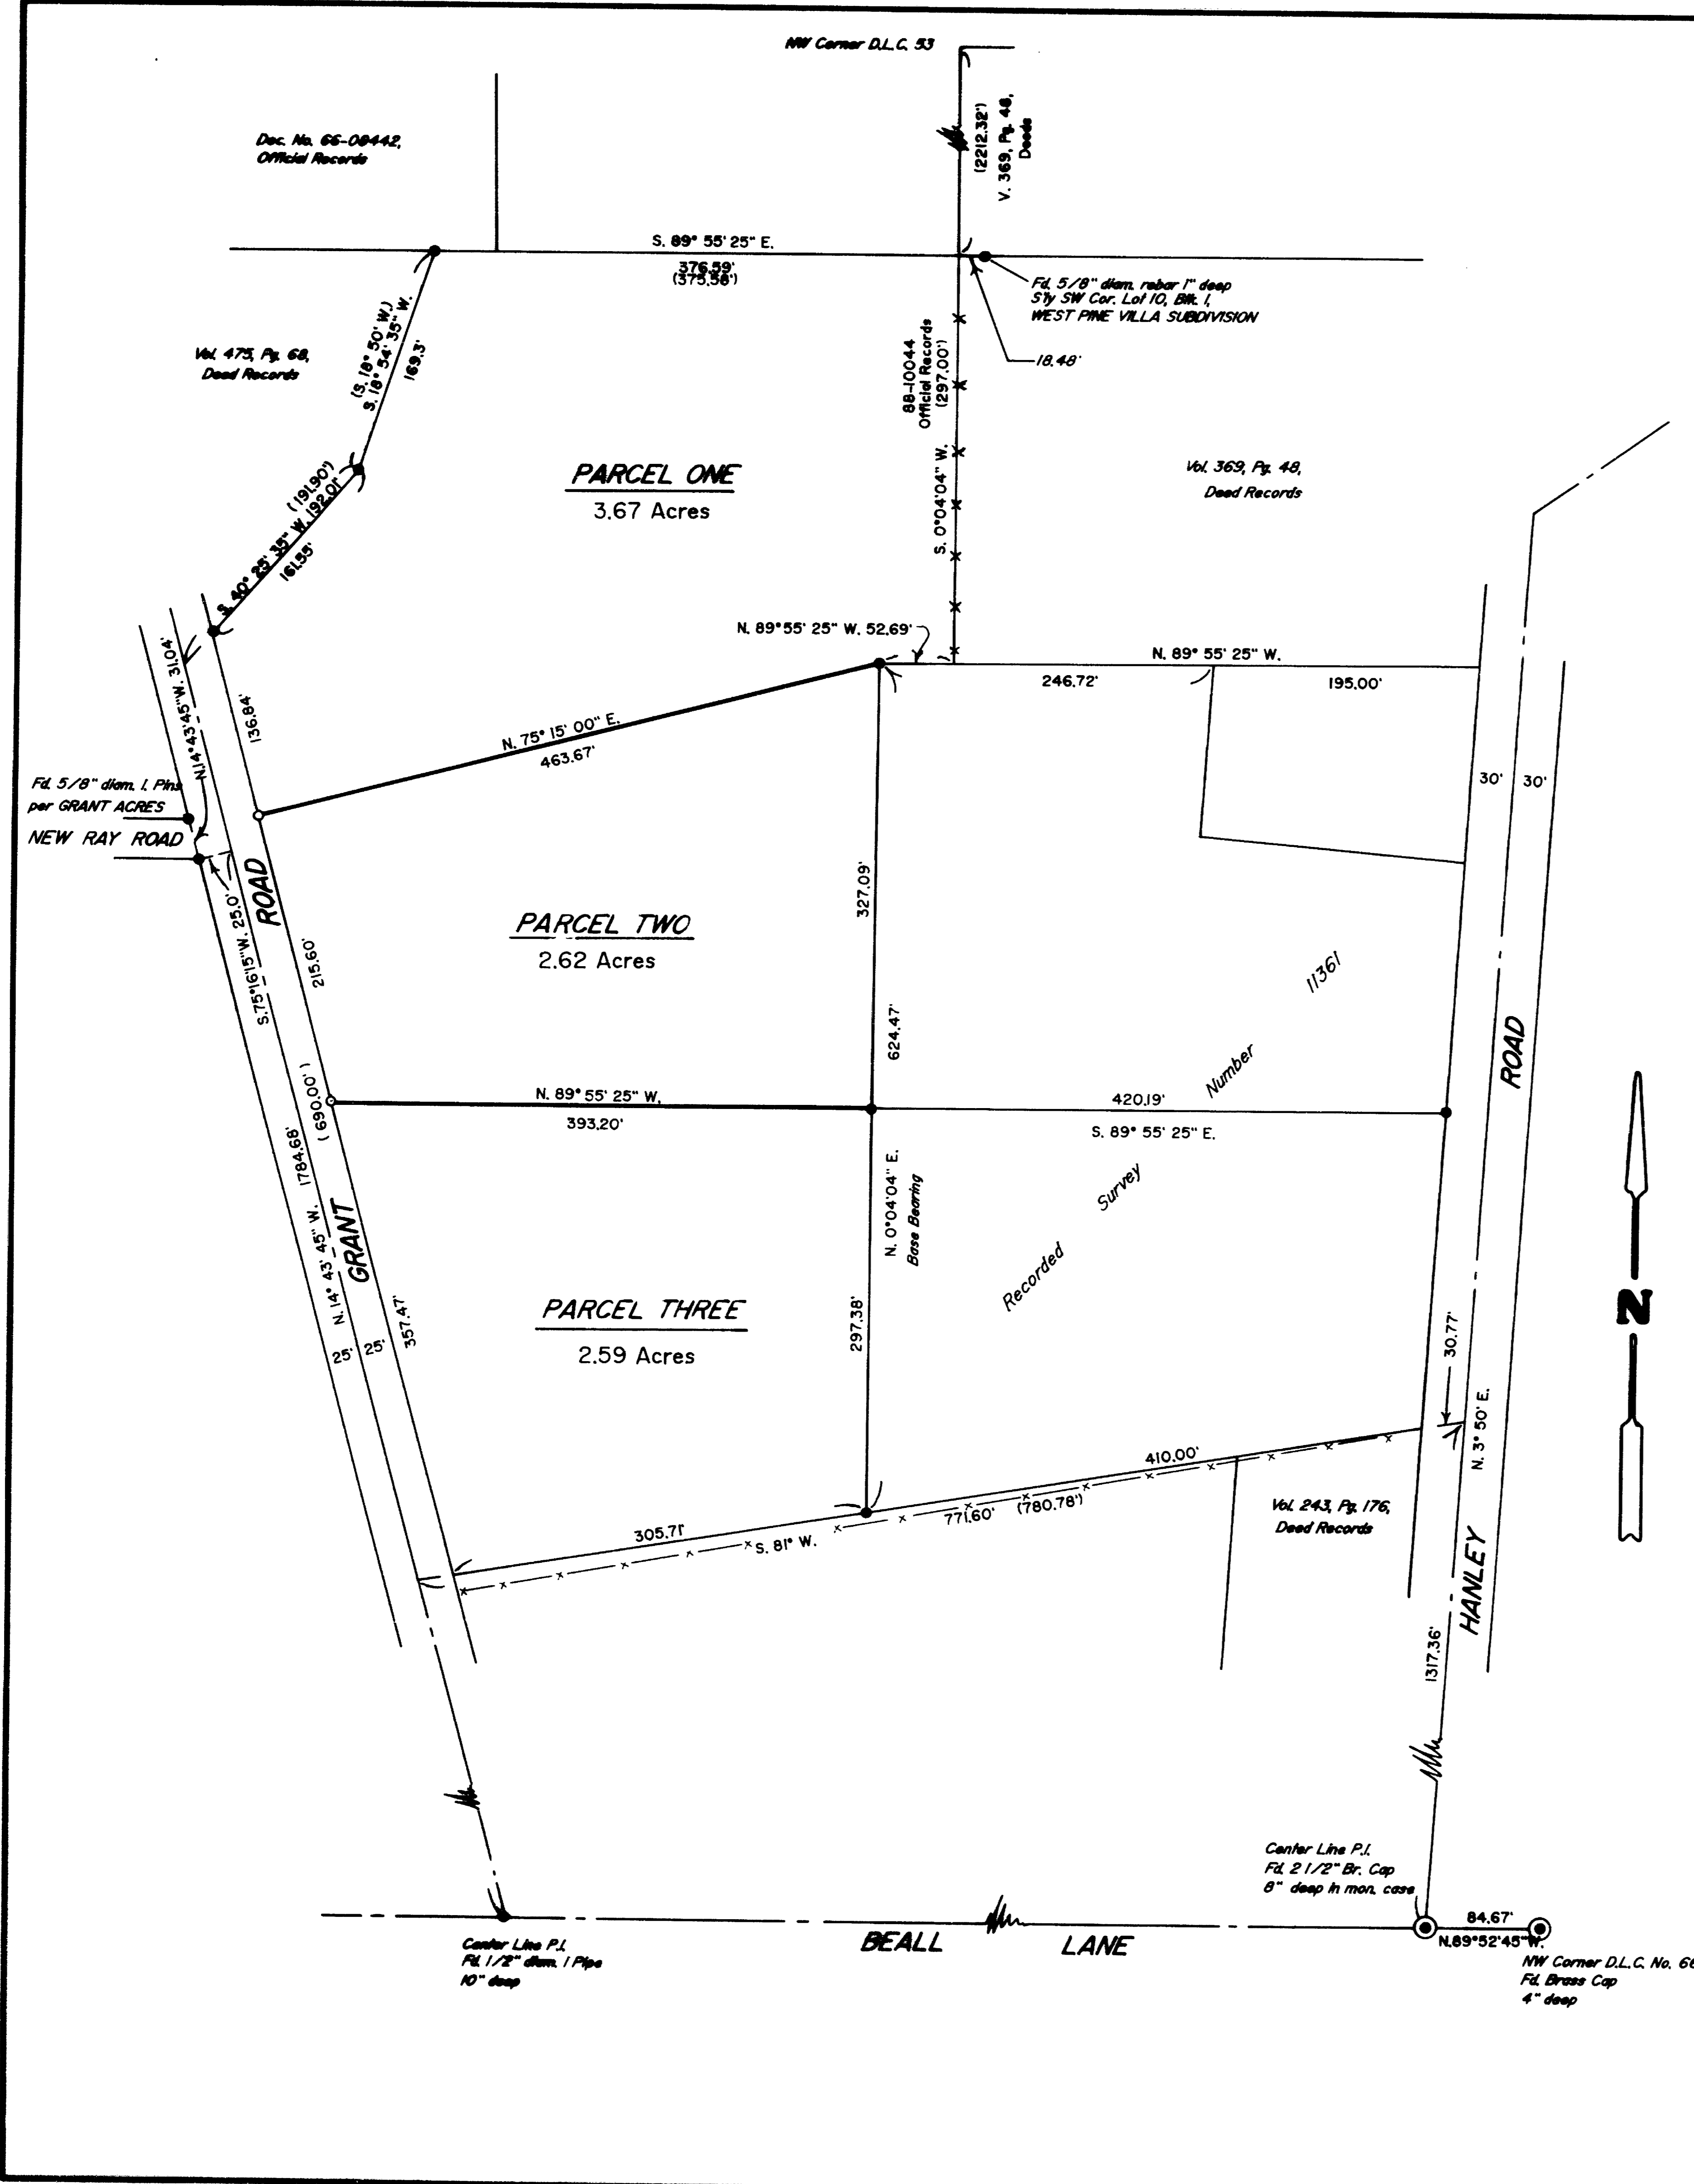 NW Corner D.L.C. 53
(2212.32')
V. 369, Pg. 48,
Deeds
Doc. No. 66-08442,
Official Records
S. 89° 55' 25" E.
376.59'
(375.58')
Fd. 5/8" diam. rebar 1" deep
S'ly SW Cor. Lot 10, Blk. 1,
WEST PINE VILLA SUBDIVISION
18.48'
Vol. 475, Pg. 68,
Deed Records
(S. 18° 50' W.)
S. 18° 54' 35" W.
169.3'
88-10044
Official Records
(297.00')
S. 0°04'04" W.
PARCEL ONE
3.67 Acres
Vol. 369, Pg. 48,
Deed Records
(191.90')
S. 40° 25' 35" W. 192.01'
161.55'
N. 89°55' 25" W. 52.69'
N. 89° 55' 25" W.
246.72'
195.00'
N.14°43'45"W. 31.04'
136.84'
N. 75° 15' 00" E.
463.67'
Fd. 5/8" diam. I. Pins
per GRANT ACRES
NEW RAY ROAD
30'
30'
ROAD
S.75°16'15"W. 25.0'
215.60'
327.09'
PARCEL TWO
2.62 Acres
11361
624.47'
Number
ROAD
(690.00')
N. 89° 55' 25" W.
393.20'
420.19'
S. 89° 55' 25" E.
1784.68'
N. 0°04'04" E.
Base Bearing
Survey
N. 14° 43' 45" W.
GRANT
Recorded
25'
25'
357.47'
PARCEL THREE
2.59 Acres
297.38'
30.77'
N
N. 3° 50' E.
410.00'
305.71'
S. 81° W.
771.60'
(780.78')
Vol. 243, Pg. 176,
Deed Records
HANLEY
1317.36'
Center Line P.I.
Fd. 2 1/2" Br. Cap
8" deep in mon. case
84.67'
N.89°52'45"W.
BEALL LANE
Center Line P.I.
Fd. 1/2" diam. I Pipe
10" deep
NW Corner D.L.C. No. 66
Fd. Brass Cap
4" deep